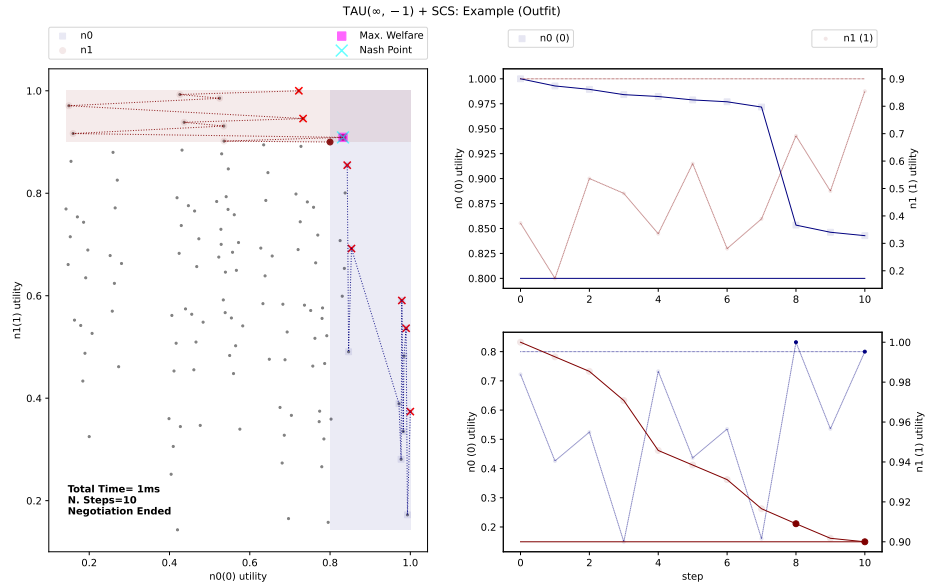 TAU(∞, −1) + SCS: Example (Outfit)
n0
n1
Max. Welfare
Nash Point
n0 (0)
n1 (1)
1.0
0.8
0.6
0.4
0.2
n1(1) utility
Total Time= 1ms
N. Steps=10
Negotiation Ended
0.2 0.4 0.6 0.8 1.0
n0(0) utility
1.000
0.975
0.950
0.925
0.900
0.875
0.850
0.825
0.800
n0 (0) utility
0.9
0.8
0.7
0.6
0.5
0.4
0.3
0.2
n1 (1) utility
0 2 4 6 8 10
0.8
0.7
0.6
0.5
0.4
0.3
0.2
n0 (0) utility
1.00
0.98
0.96
0.94
0.92
0.90
n1 (1) utility
0 2 4 6 8 10
step